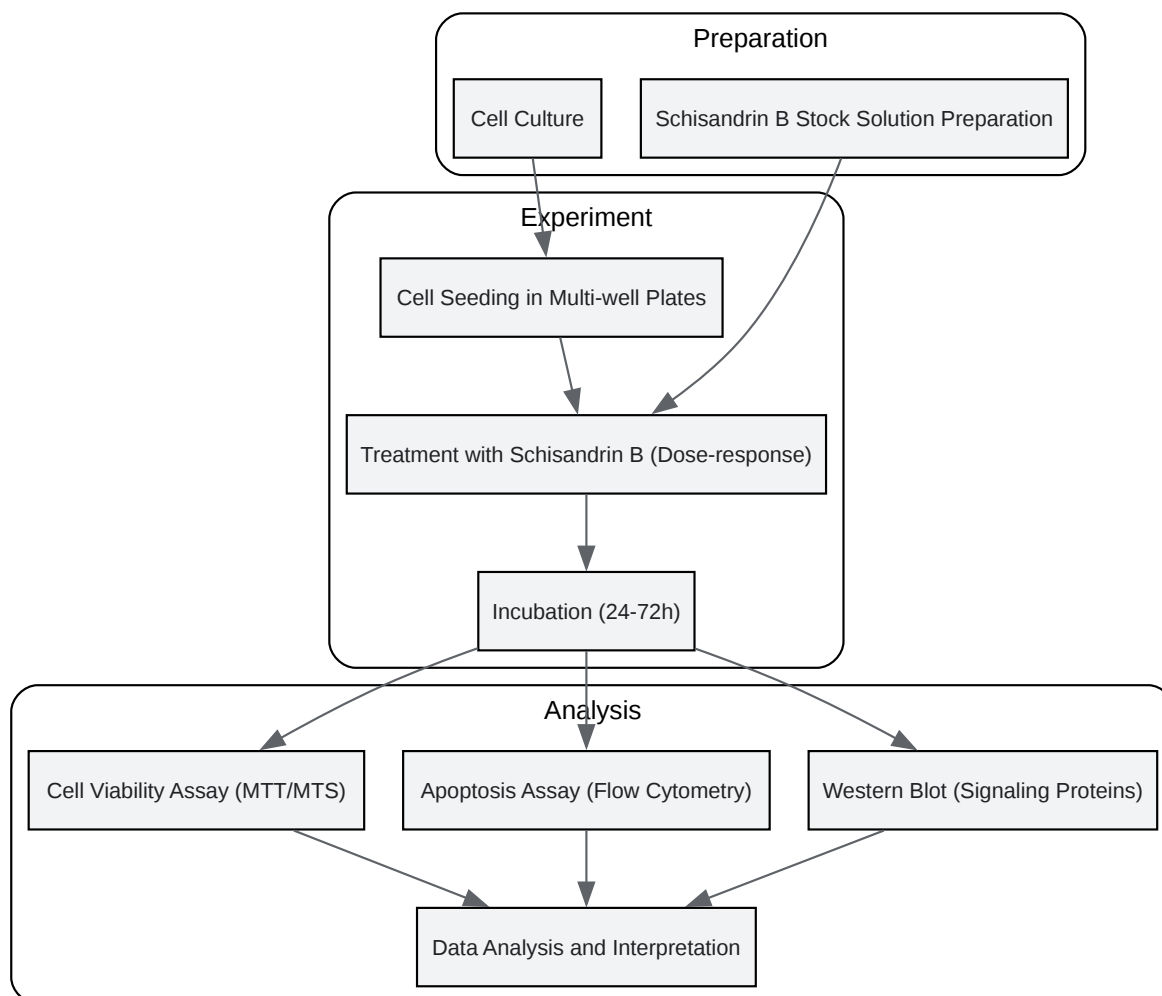 Preparation
Cell Culture
Schisandrin B Stock Solution Preparation
Experiment
Cell Seeding in Multi-well Plates
Treatment with Schisandrin B (Dose-response)
Incubation (24-72h)
Analysis
Cell Viability Assay (MTT/MTS)
Apoptosis Assay (Flow Cytometry)
Western Blot (Signaling Proteins)
Data Analysis and Interpretation